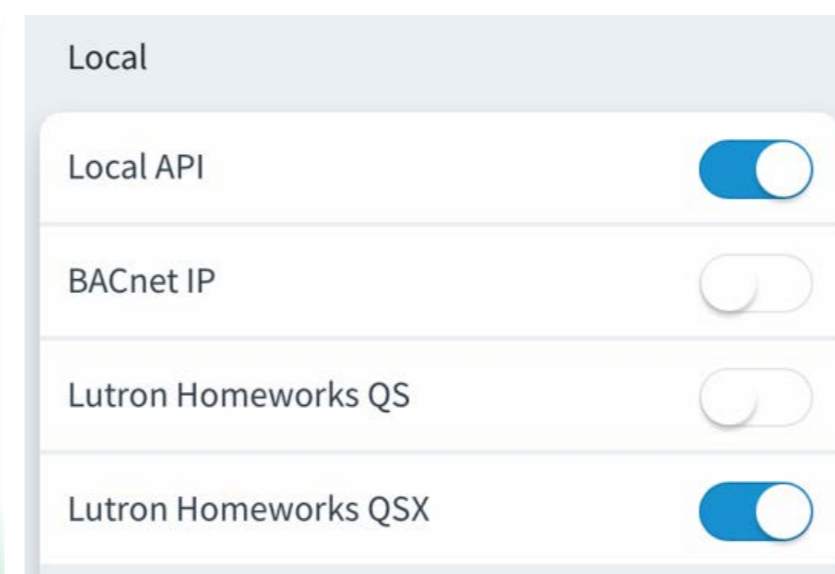 Local
Local API
BACnet IP
Lutron Homeworks QS
Lutron Homeworks QSX